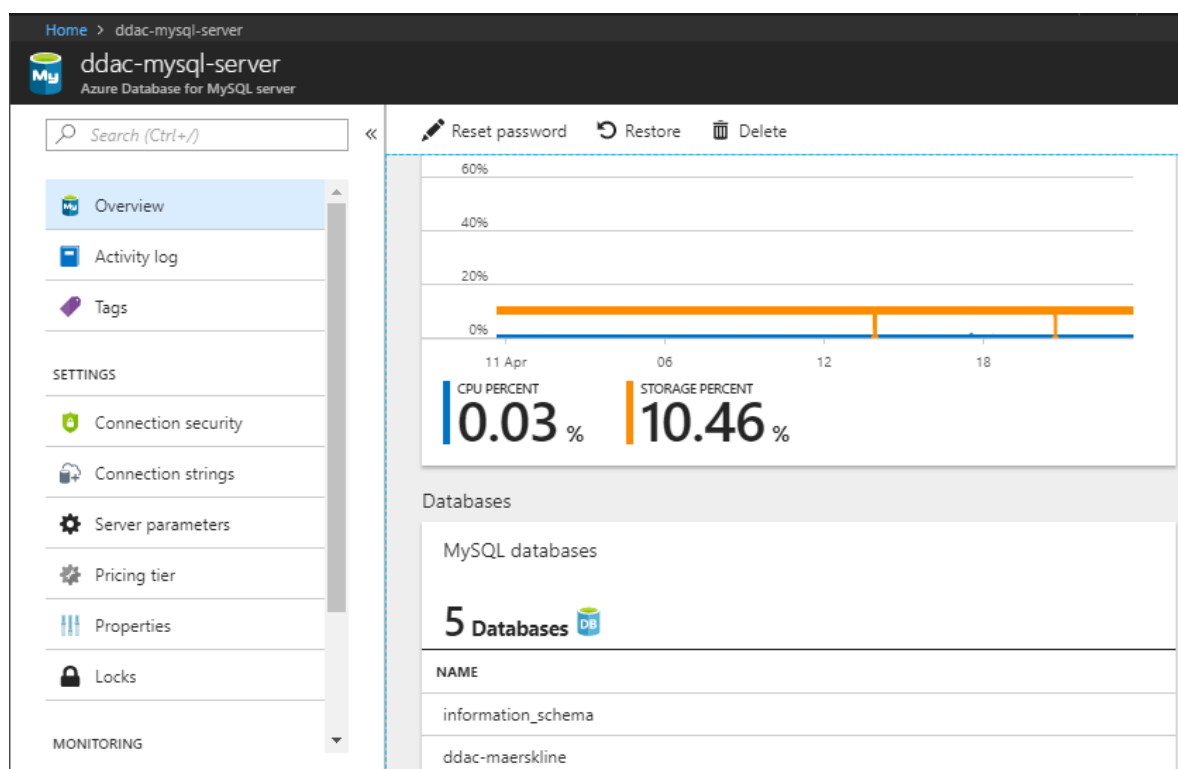 Home > ddac-mysql-server
My
ddac-mysql-server
Azure Database for MySQL server
Search (Ctrl+/)
«
Overview
Activity log
Tags
SETTINGS
Connection security
Connection strings
Server parameters
Pricing tier
Properties
Locks
MONITORING
Reset password
Restore
Delete
60%
40%
20%
0%
11 Apr 06 12 18
CPU PERCENT
0.03 %
STORAGE PERCENT
10.46 %
Databases
MySQL databases
5 Databases DB
NAME
information_schema
ddac-maerskline